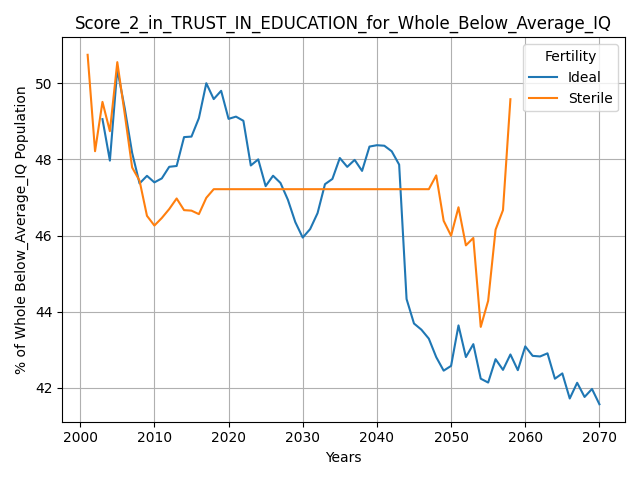 Score_2_in_TRUST_IN_EDUCATION_for_Whole_Below_Average_IQ
% of Whole Below_Average_IQ Population
50
48
46
44
42
Fertility
Ideal
Sterile
2000 2010 2020 2030 2040 2050 2060 2070
Years